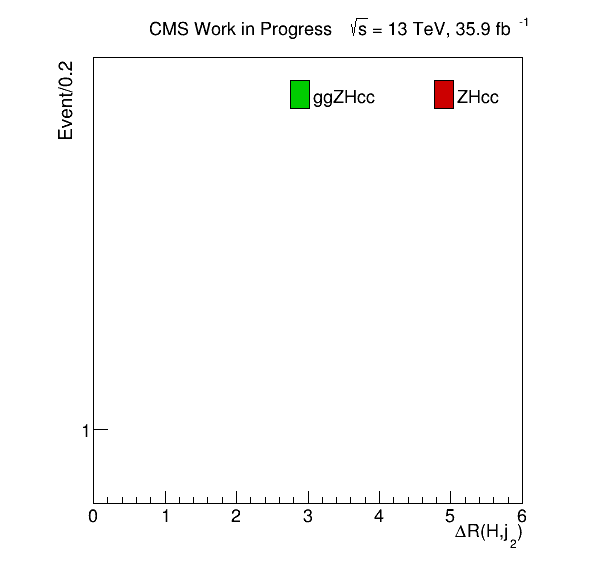 CMS Work in Progress √s = 13 TeV, 35.9 fb⁻¹
Event/0.2
ggZHcc
ZHcc
1
0 1 2 3 4 5 6
ΔR(H,j₂)